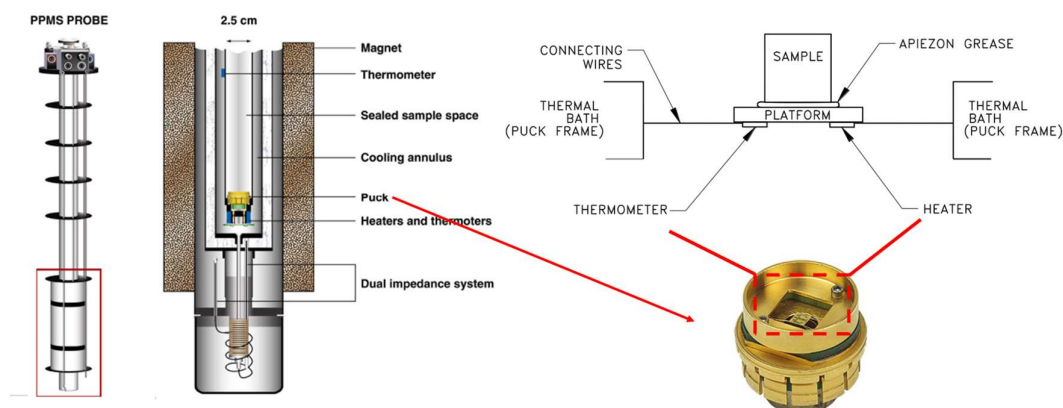 PPMS PROBE
2.5 cm
Magnet
Thermometer
Sealed sample space
Cooling annulus
Puck
Heaters and thermoters
Dual impedance system
CONNECTING
WIRES
SAMPLE
APIEZON GREASE
THERMAL
BATH
(PUCK FRAME)
PLATFORM
THERMAL
BATH
(PUCK FRAME)
THERMOMETER
HEATER